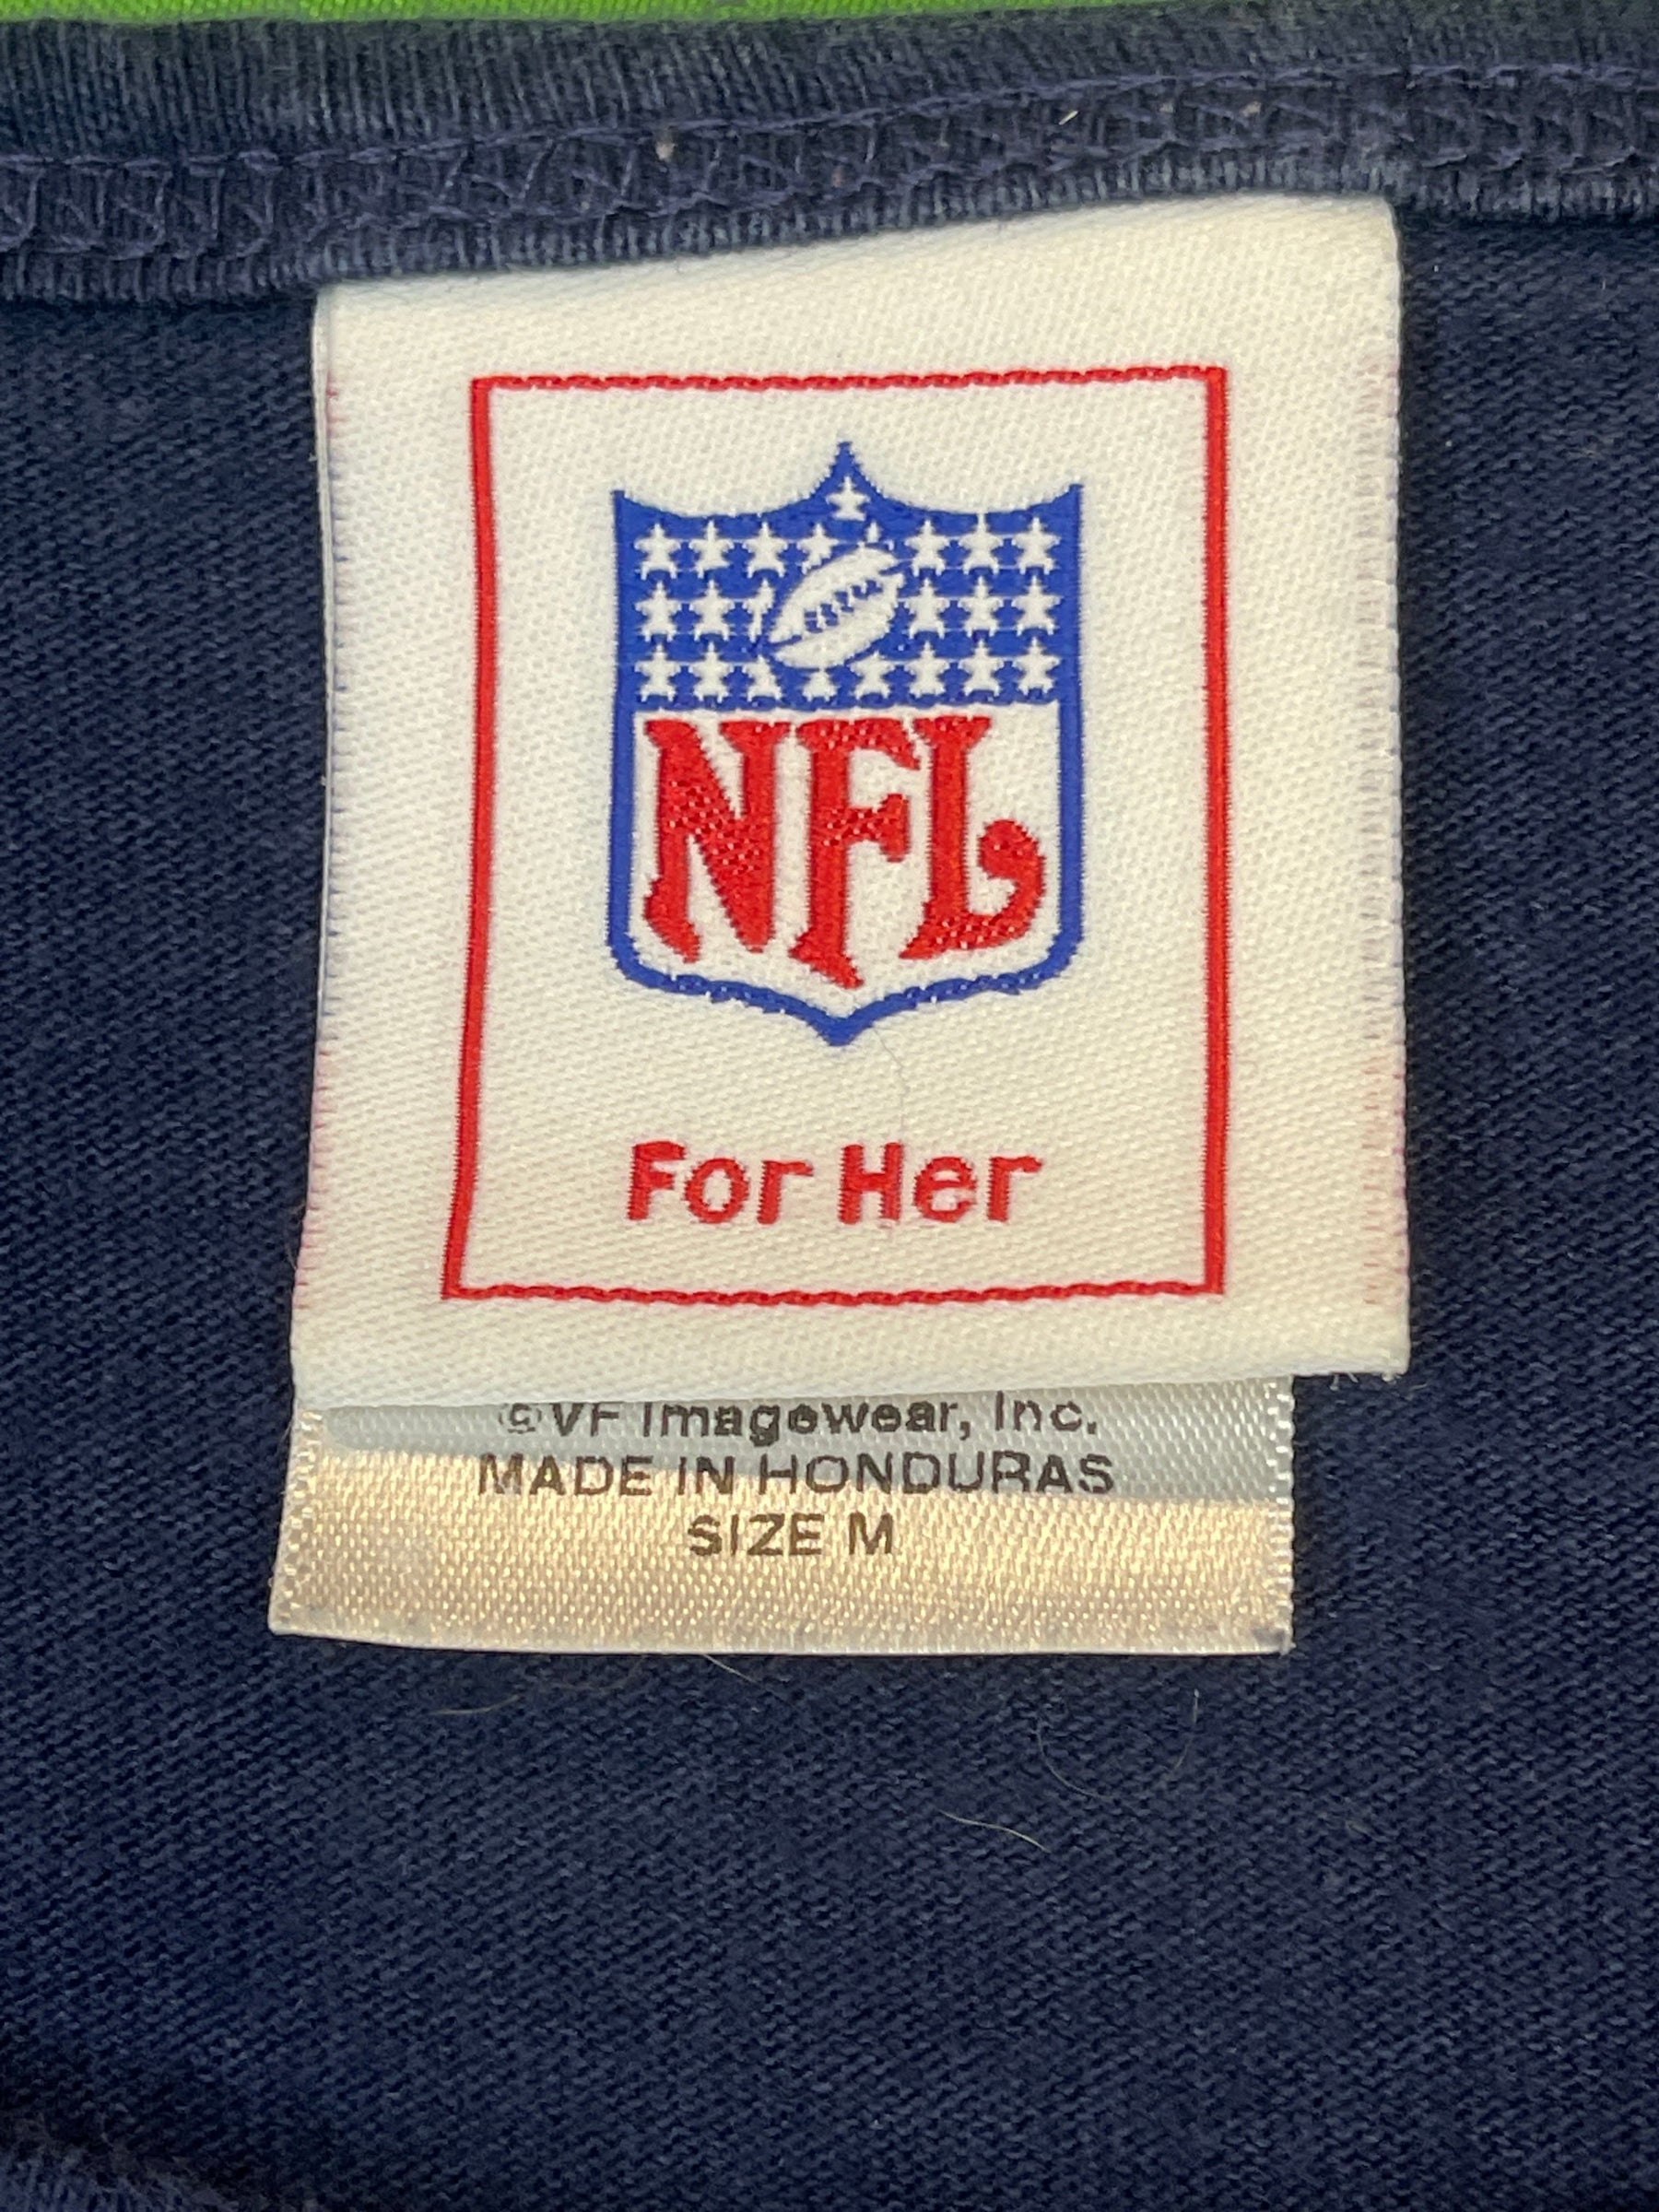 NFL
For Her
©VF Imagewear, Inc.
MADE IN HONDURAS
SIZE M